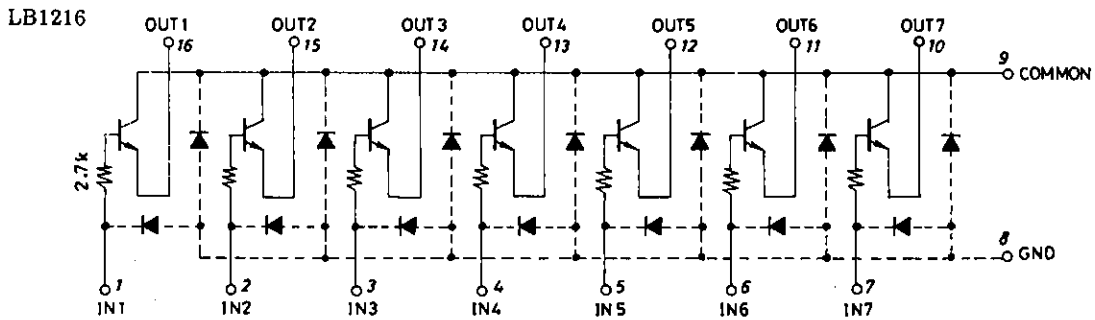 LB1216
OUT1 OUT2 OUT3 OUT4 OUT5 OUT6 OUT7
16 15 14 13 12 11 10
9
COMMON
2.7k
8
GND
1 2 3 4 5 6 7
IN1 IN2 IN3 IN4 IN5 IN6 IN7